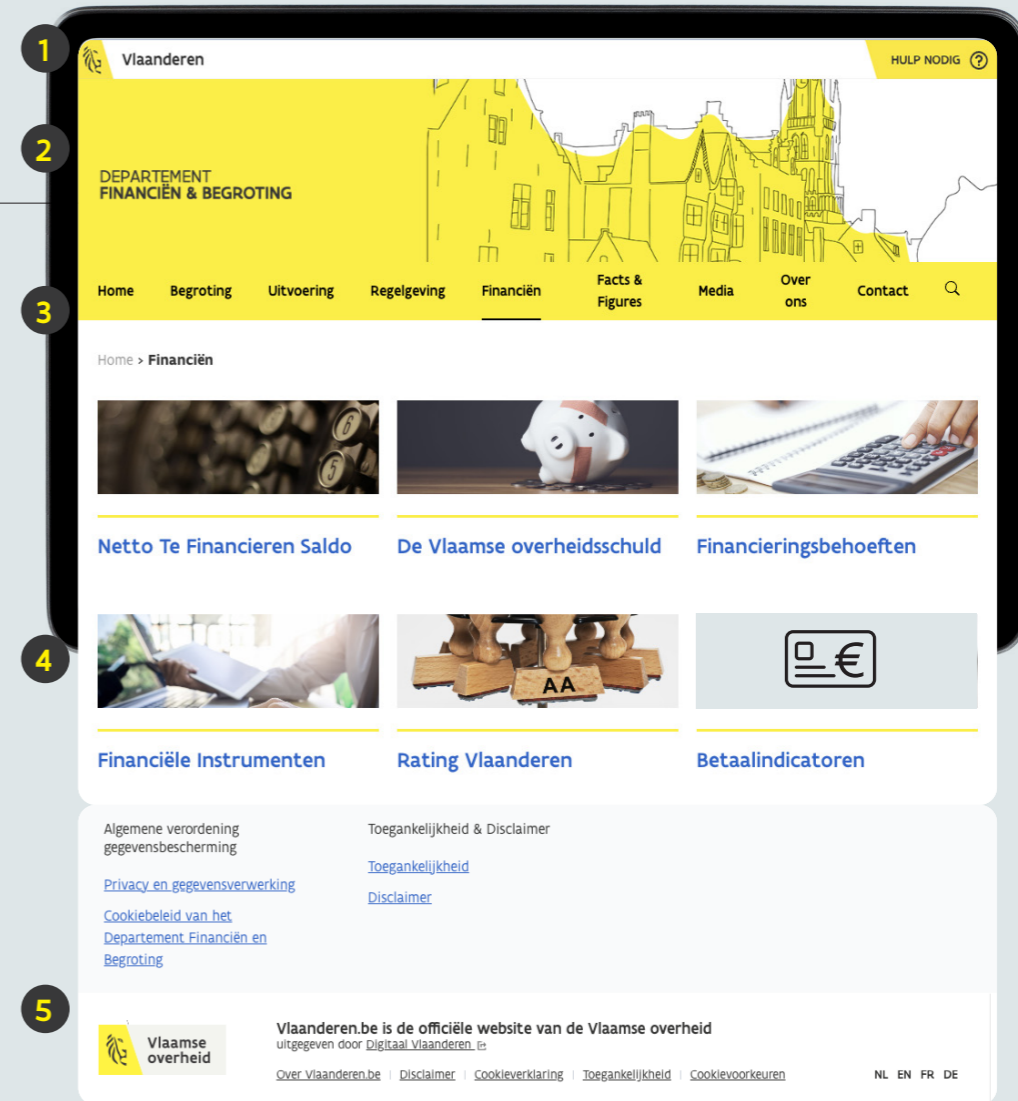 1
Vlaanderen
HULP NODIG ?
2
DEPARTEMENT
FINANCIËN & BEGROTING
3
Home Begroting Uitvoering Regelgeving Financiën Facts & Figures Media Over ons Contact
Home > Financiën
6
5
Netto Te Financieren Saldo
De Vlaamse overheidsschuld
Financieringsbehoeften
4
AA
€
Financiële Instrumenten
Rating Vlaanderen
Betaalindicatoren
Algemene verordening
gegevensbescherming
Privacy en gegevensverwerking
Cookiebeleid van het
Departement Financiën en
Begroting
Toegankelijkheid & Disclaimer
Toegankelijkheid
Disclaimer
5
Vlaamse
overheid
Vlaanderen.be is de officiële website van de Vlaamse overheid
uitgegeven door Digitaal Vlaanderen
Over Vlaanderen.be | Disclaimer | Cookieverklaring | Toegankelijkheid | Cookievoorkeuren
NL EN FR DE